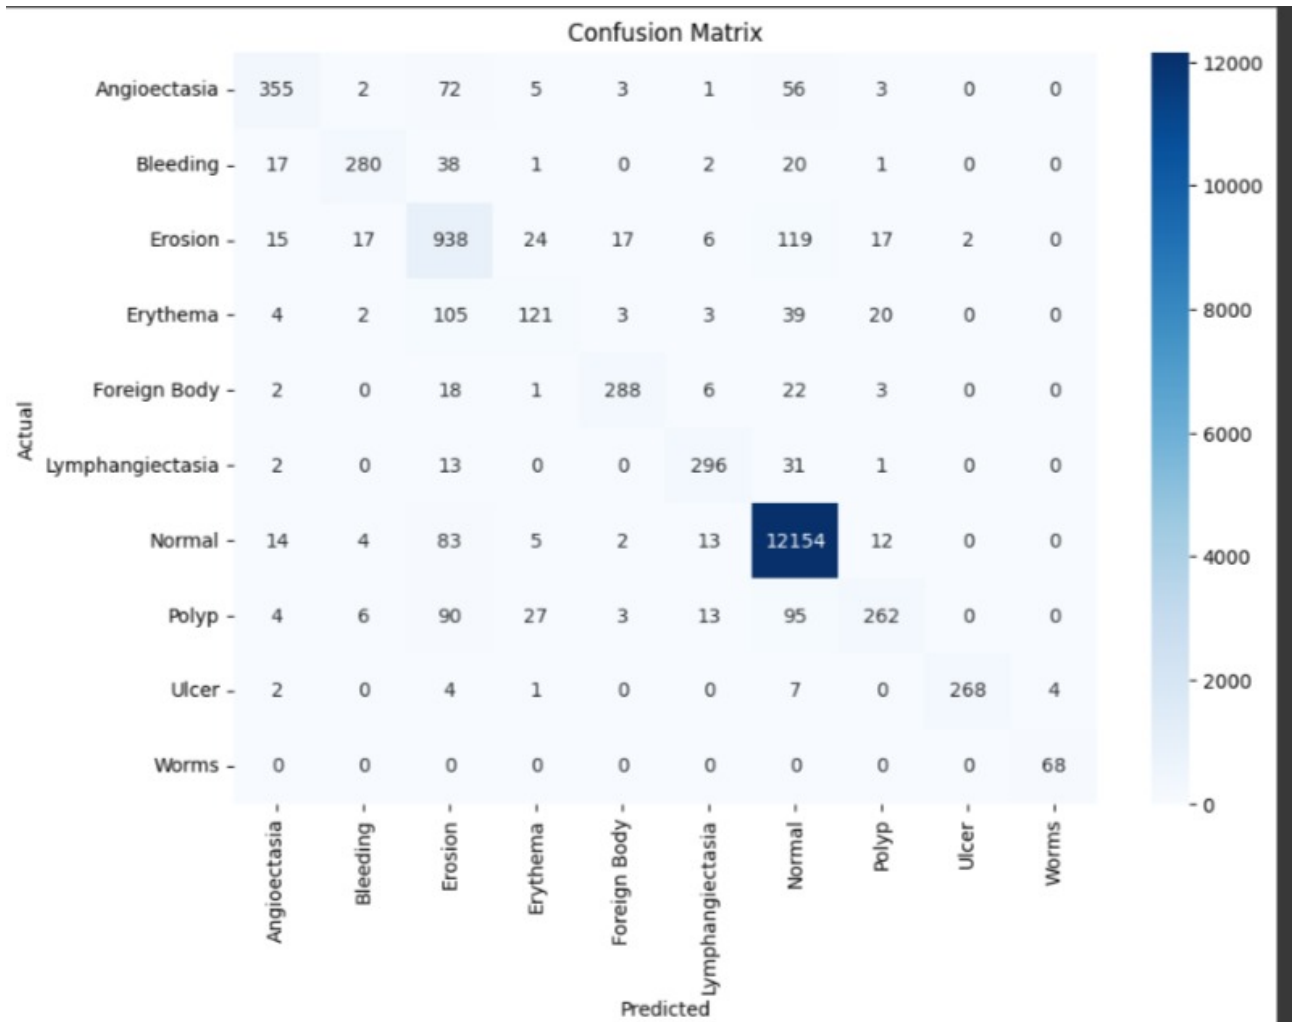 Confusion Matrix
Angioectasia 355 2 72 5 3 1 56 3 0 0
Bleeding 17 280 38 1 0 2 20 1 0 0
Erosion 15 17 938 24 17 6 119 17 2 0
Erythema 4 2 105 121 3 3 39 20 0 0
Foreign Body 2 0 18 1 288 6 22 3 0 0
Lymphangiectasia 2 0 13 0 0 296 31 1 0 0
Normal 14 4 83 5 2 13 12154 12 0 0
Polyp 4 6 90 27 3 13 95 262 0 0
Ulcer 2 0 4 1 0 0 7 0 268 4
Worms 0 0 0 0 0 0 0 0 0 68
Actual
Angioectasia
Bleeding
Erosion
Erythema
Foreign Body
Lymphangiectasia
Normal
Polyp
Ulcer
Worms
Predicted
12000
10000
8000
6000
4000
2000
0